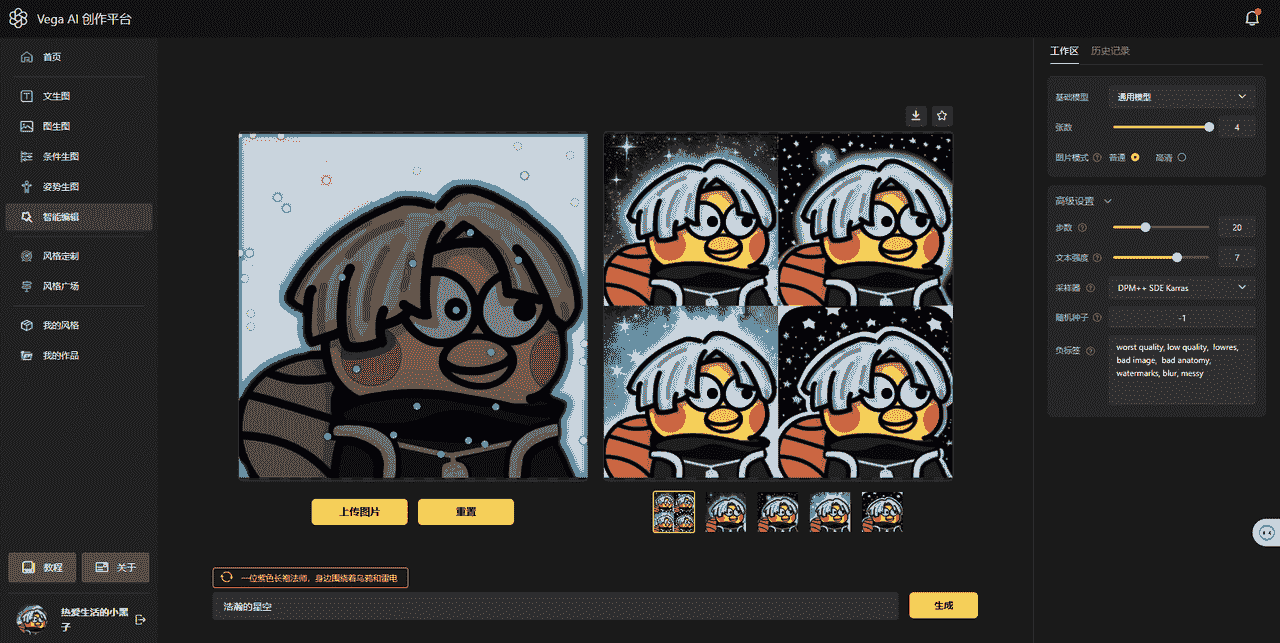 Vega AI 创作平台
首页
文生图
图生图
条件生图
姿势生图
智能编辑
风格定制
风格广场
我的风格
我的作品
教程
关于
热爱生活的小黑
子
上传图片
重置
一位紫色长袍法师，身边围绕着乌鸦和雷电
浩瀚的星空
生成
工作区
历史记录
基础模型
通用模型
张数
4
图片模式
普通
高清
高级设置
步数
20
文本强度
7
采样器
DPM++ SDE Karras
随机种子
-1
负标签
worst quality, low quality, lowres,
bad image, bad anatomy,
watermarks, blur, messy